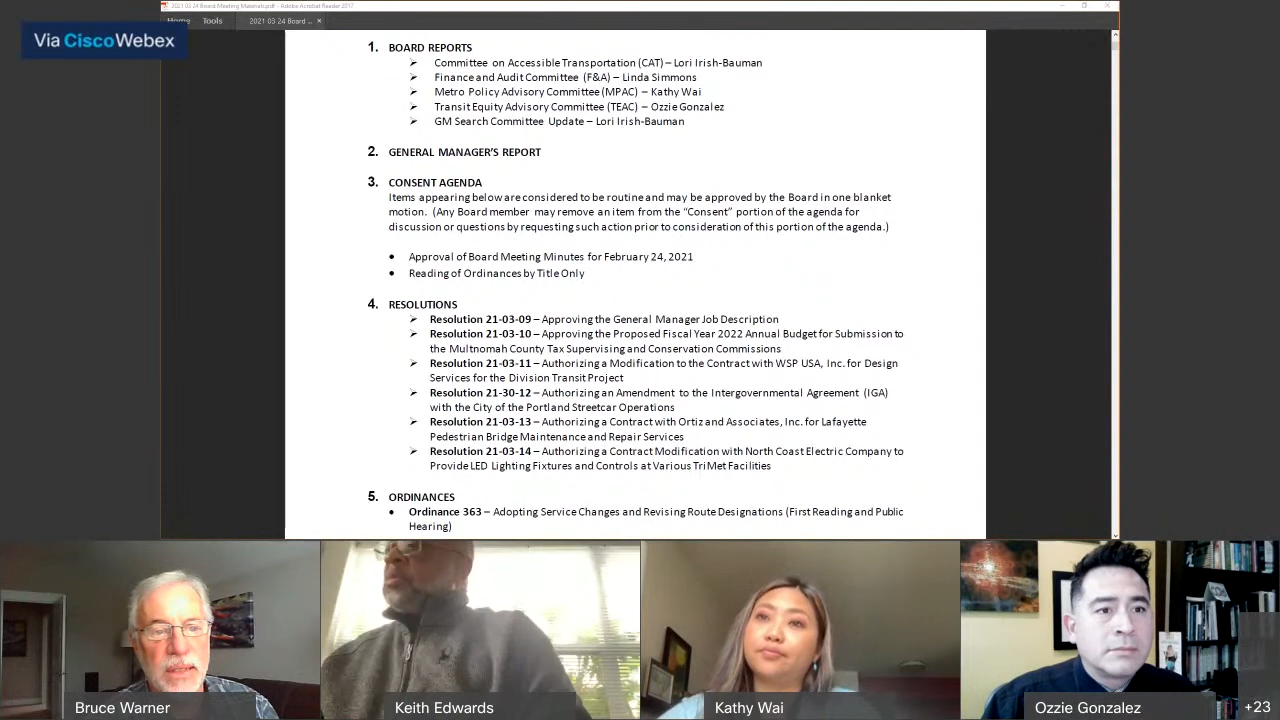 2021 03 24 Board Meeting Materials.pdf - Adobe Acrobat Reader 2017
Home Tools 2021 03 24 Board ... ×
Via Cisco Webex
1. BOARD REPORTS
➢ Committee on Accessible Transportation (CAT) – Lori Irish-Bauman
➢ Finance and Audit Committee (F&A) – Linda Simmons
➢ Metro Policy Advisory Committee (MPAC) – Kathy Wai
➢ Transit Equity Advisory Committee (TEAC) – Ozzie Gonzalez
➢ GM Search Committee Update – Lori Irish-Bauman
2. GENERAL MANAGER’S REPORT
3. CONSENT AGENDA
Items appearing below are considered to be routine and may be approved by the Board in one blanket
motion. (Any Board member may remove an item from the “Consent” portion of the agenda for
discussion or questions by requesting such action prior to consideration of this portion of the agenda.)
• Approval of Board Meeting Minutes for February 24, 2021
• Reading of Ordinances by Title Only
4. RESOLUTIONS
➢ Resolution 21-03-09 – Approving the General Manager Job Description
➢ Resolution 21-03-10 – Approving the Proposed Fiscal Year 2022 Annual Budget for Submission to
the Multnomah County Tax Supervising and Conservation Commissions
➢ Resolution 21-03-11 – Authorizing a Modification to the Contract with WSP USA, Inc. for Design
Services for the Division Transit Project
➢ Resolution 21-30-12 – Authorizing an Amendment to the Intergovernmental Agreement (IGA)
with the City of the Portland Streetcar Operations
➢ Resolution 21-03-13 – Authorizing a Contract with Ortiz and Associates, Inc. for Lafayette
Pedestrian Bridge Maintenance and Repair Services
➢ Resolution 21-03-14 – Authorizing a Contract Modification with North Coast Electric Company to
Provide LED Lighting Fixtures and Controls at Various TriMet Facilities
5. ORDINANCES
• Ordinance 363 – Adopting Service Changes and Revising Route Designations (First Reading and Public
Hearing)
Bruce Warner
Keith Edwards
Kathy Wai
Ozzie Gonzalez
+23